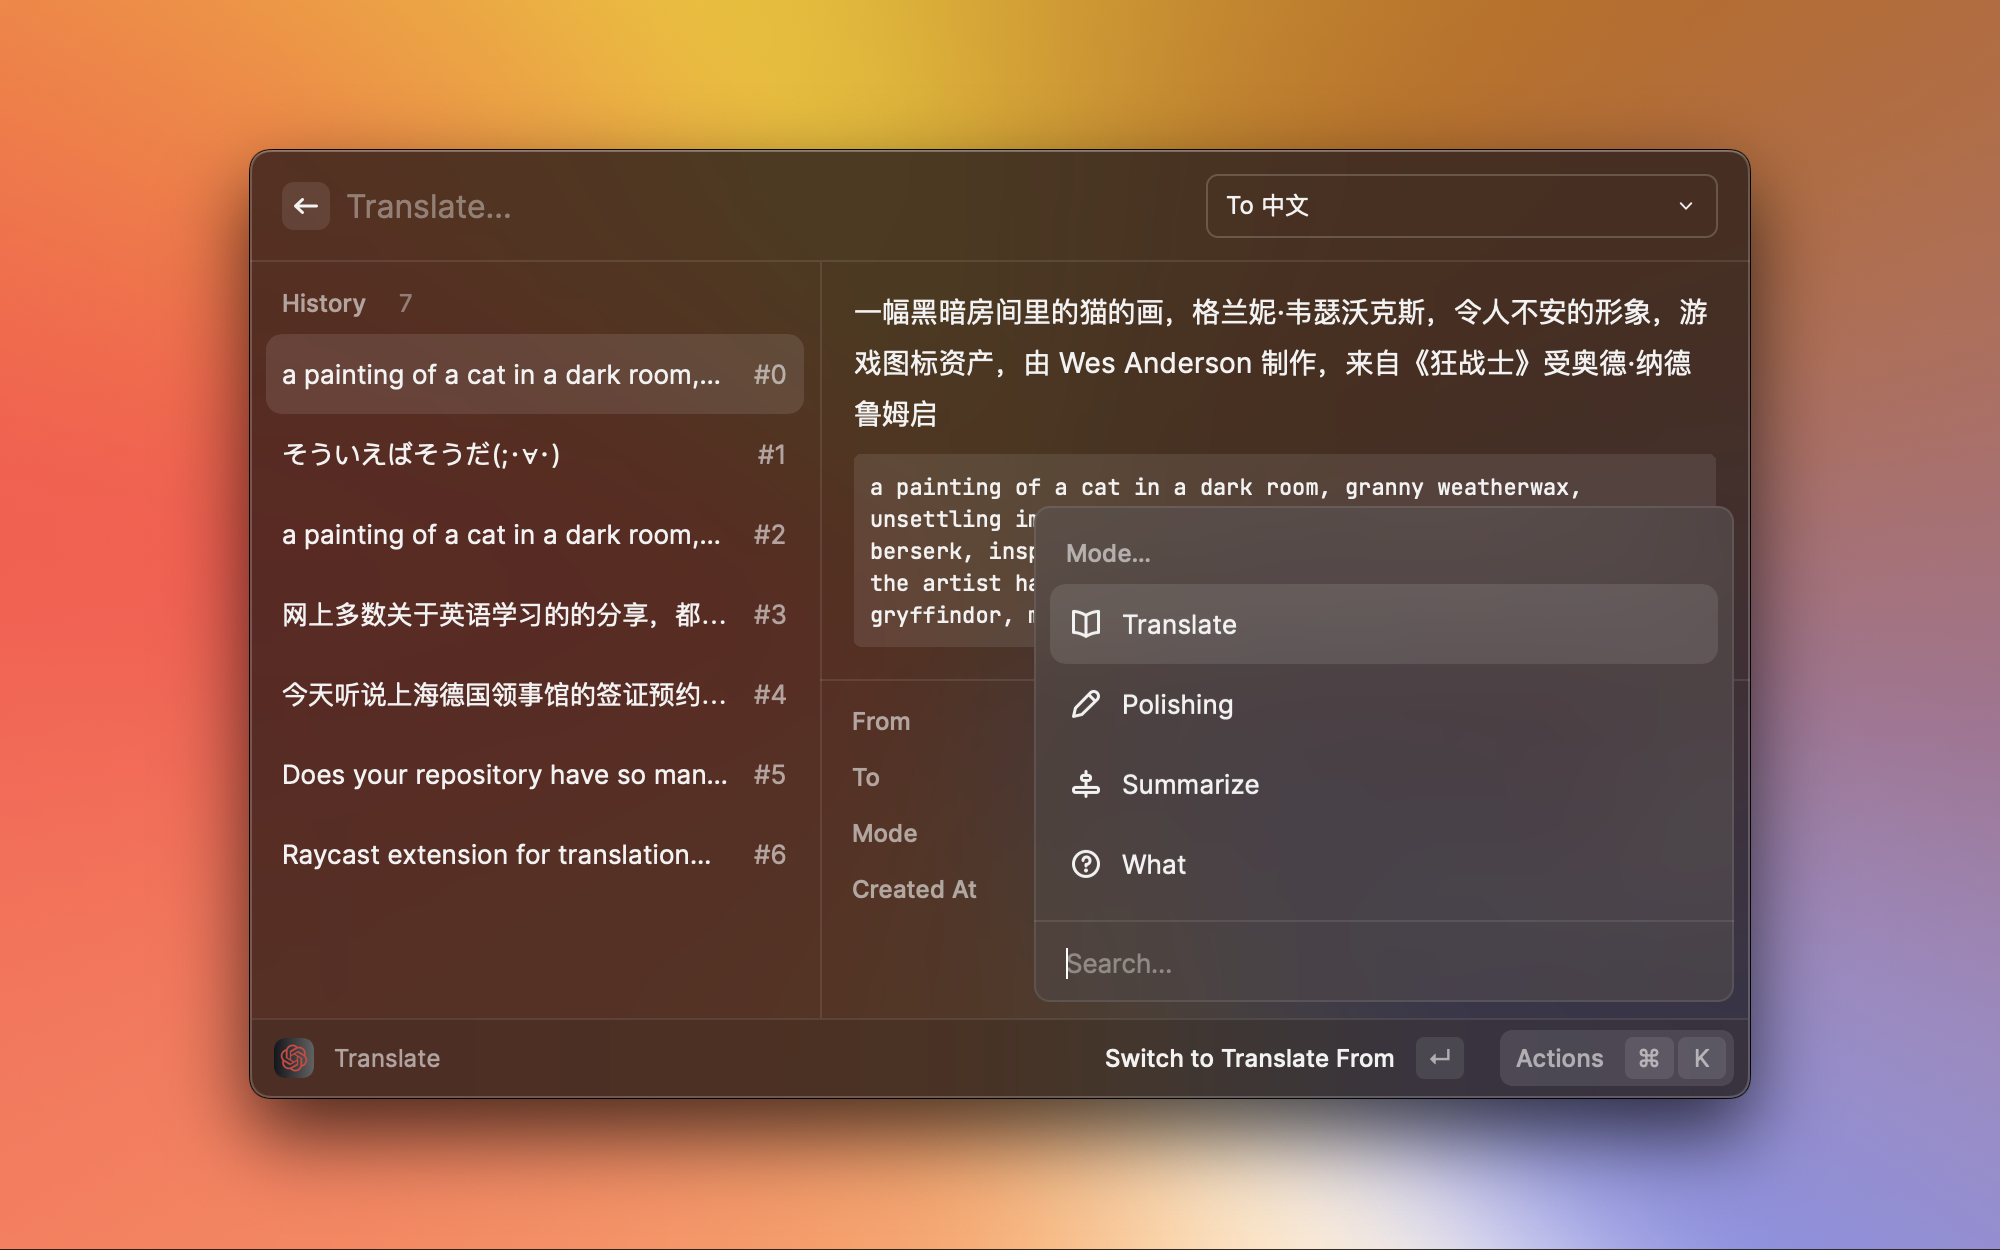 Translate...
To 中文
History 7
a painting of a cat in a dark room,... #0
そういえばそうだ(;･∀･) #1
a painting of a cat in a dark room,... #2
网上多数关于英语学习的的分享，都... #3
今天听说上海德国领事馆的签证预约... #4
Does your repository have so man... #5
Raycast extension for translation... #6
一幅黑暗房间里的猫的画，格兰妮·韦瑟沃克斯，令人不安的形象，游
戏图标资产，由 Wes Anderson 制作，来自《狂战士》受奥德·纳德
鲁姆启
a painting of a cat in a dark room, granny weatherwax,
unsettling
berserk,
the artist
gryffindor,
From
To
Mode
Created At
Mode...
Translate
Polishing
Summarize
What
Search...
Translate
Switch to Translate From ↵
Actions ⌘ K